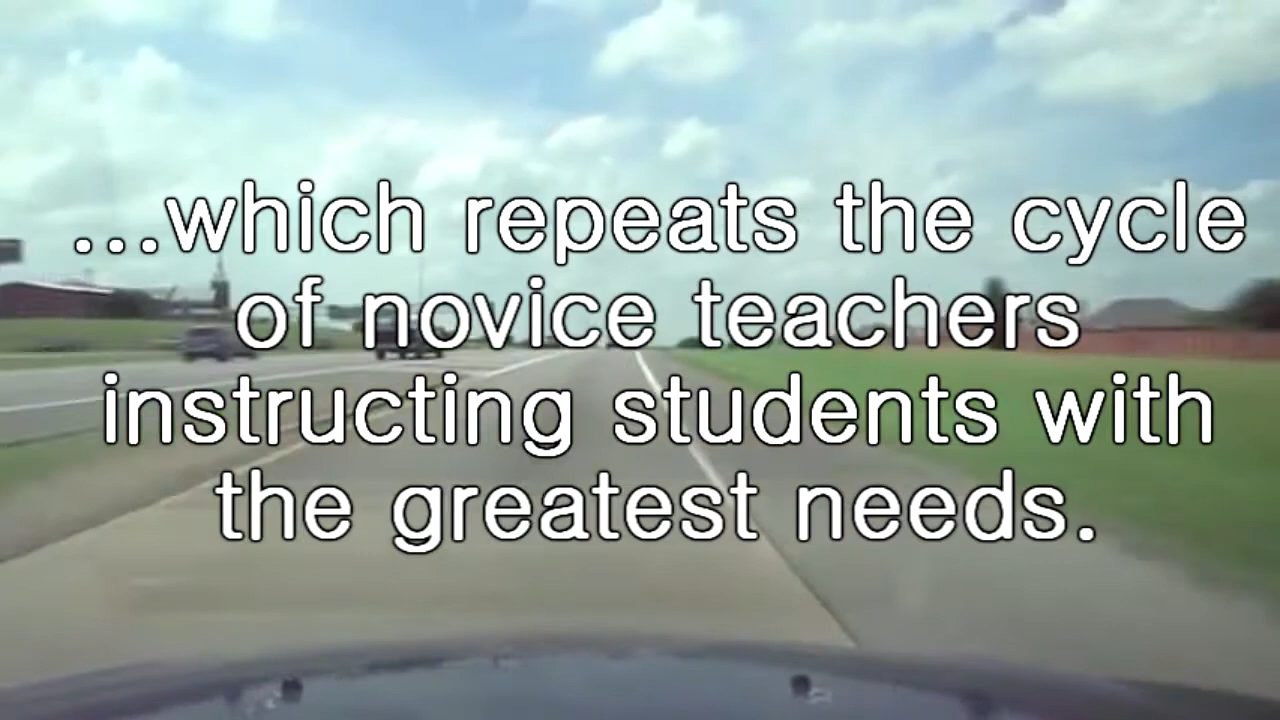 ...which repeats the cycle
of novice teachers
instructing students with
the greatest needs.